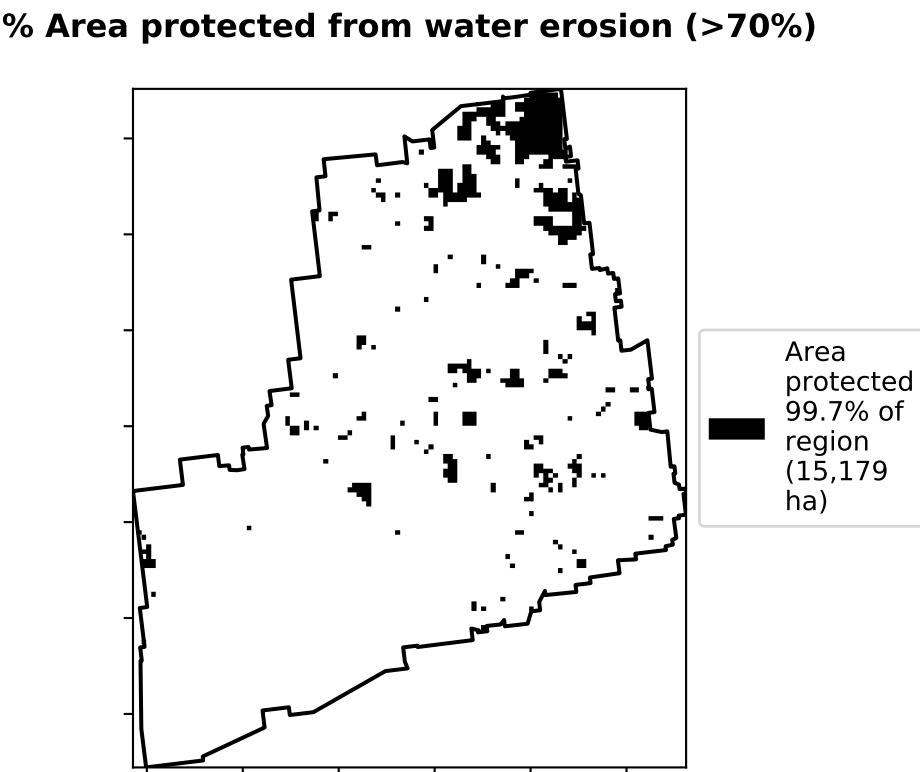 % Area protected from water erosion (>70%)
Area
protected
99.7% of
region
(15,179
ha)